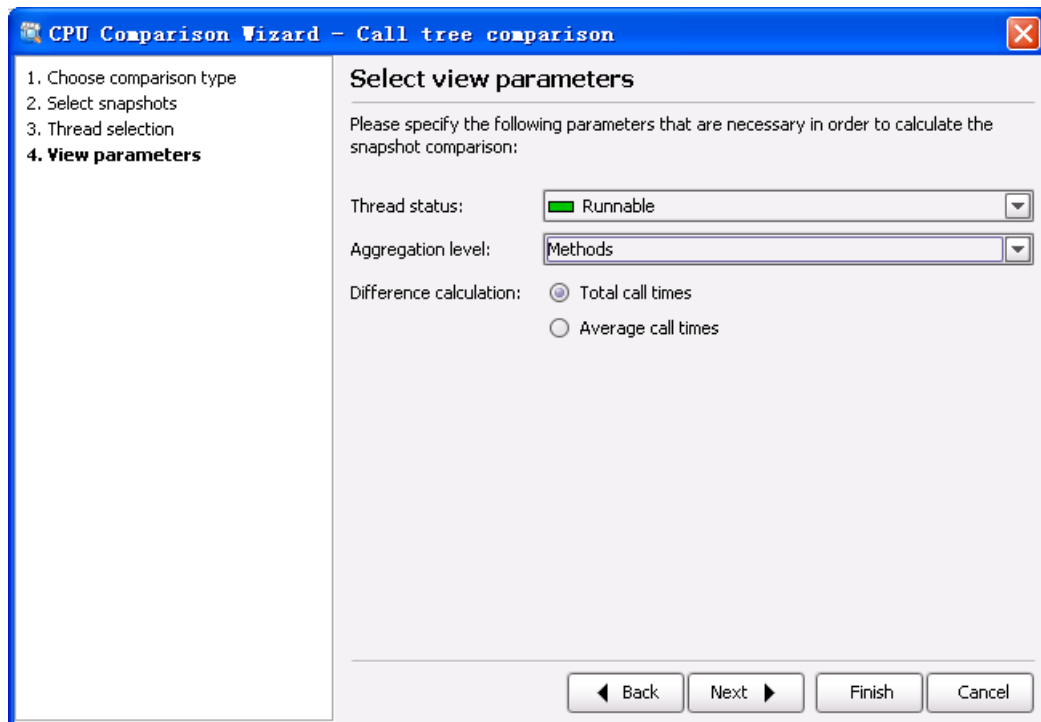 CPU Comparison Wizard - Call tree comparison
1. Choose comparison type
2. Select snapshots
3. Thread selection
4. View parameters
Select view parameters
Please specify the following parameters that are necessary in order to calculate the
snapshot comparison:
Thread status:
Runnable
Aggregation level:
Methods
Difference calculation:
Total call times
Average call times
Back
Next
Finish
Cancel